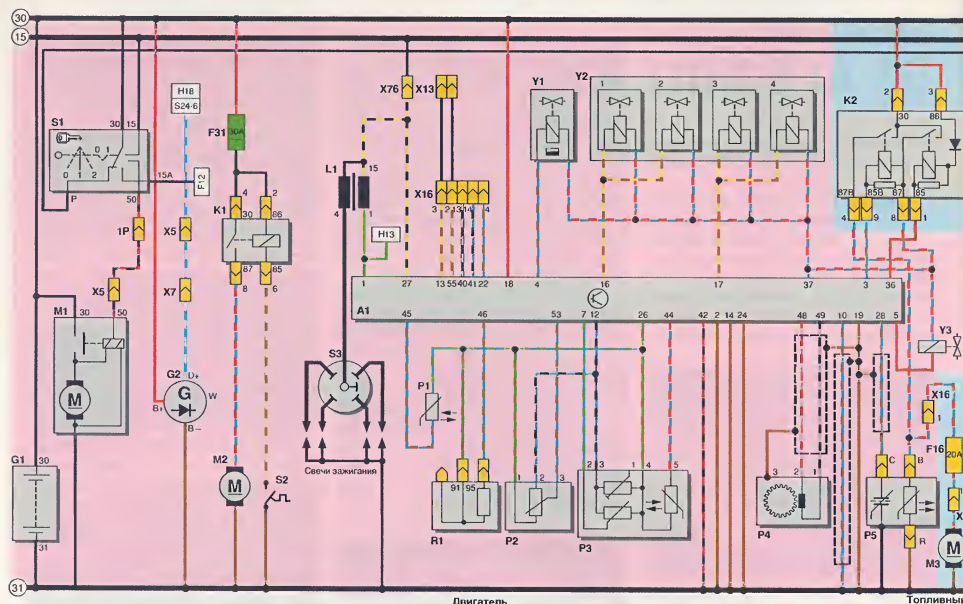 30
15
H18
S24-6
X76 X13
Y1
Y2
1 2 3 4
2 3
K2
30 86
S1
30 15
0 1
0 2
P
50
15A
F12
F31 30A
4 2
K1 30 86
87 85
8 6
L1
15
4 1
H13
X16
3 2 13 14 4
87B 85B 87 85
4 9 8 1
1P
X5
X5
X7
1 27 13 55 40 41 22 18 4 16 17 37 3 36
A1
45 46 53 7 12 26 44 42 2 14 24 48 49 10 19 28 5
M1 30 50
M
G2 D+
G
W
B+
B-
S3
P1
Y3
X16
1
F16 20A
M2
M
S2
Свечи зажигания
G1 30
31
91 95
R1
1 2 3
P2
2 3 1 4 5
P3
3 2 1
P4
C B
P5
R
X
M
M3
31
Двигатель
Топливны